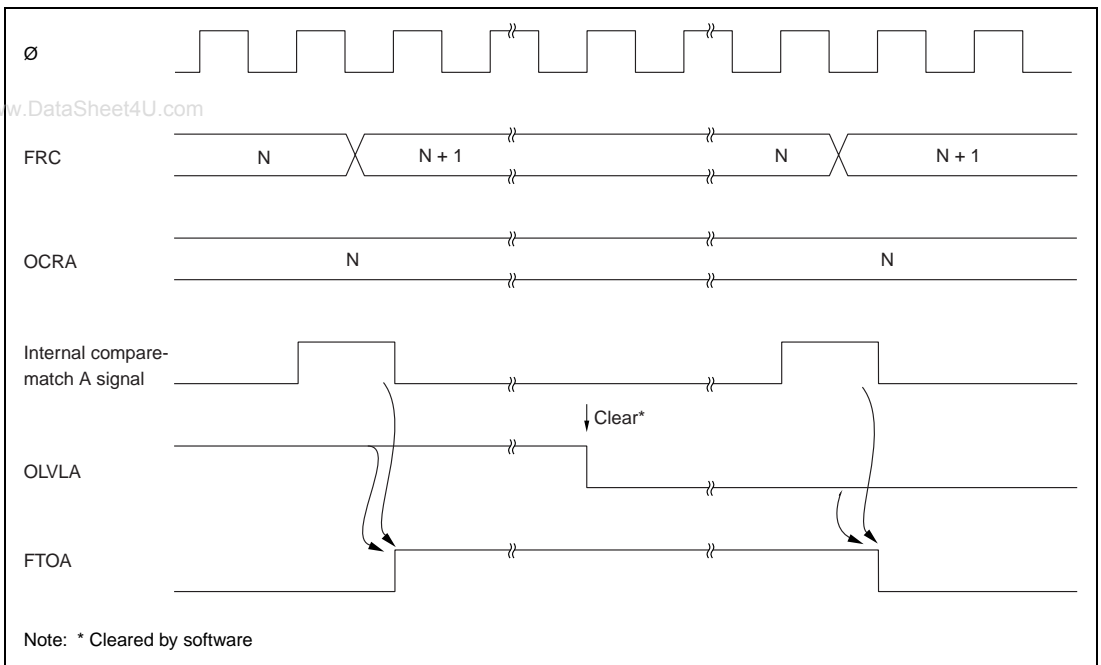 Ø
w.DataSheet4U.com
FRC N N + 1 N N + 1
OCRA N N
Internal compare-
match A signal
Clear*
OLVLA
FTOA
Note: * Cleared by software